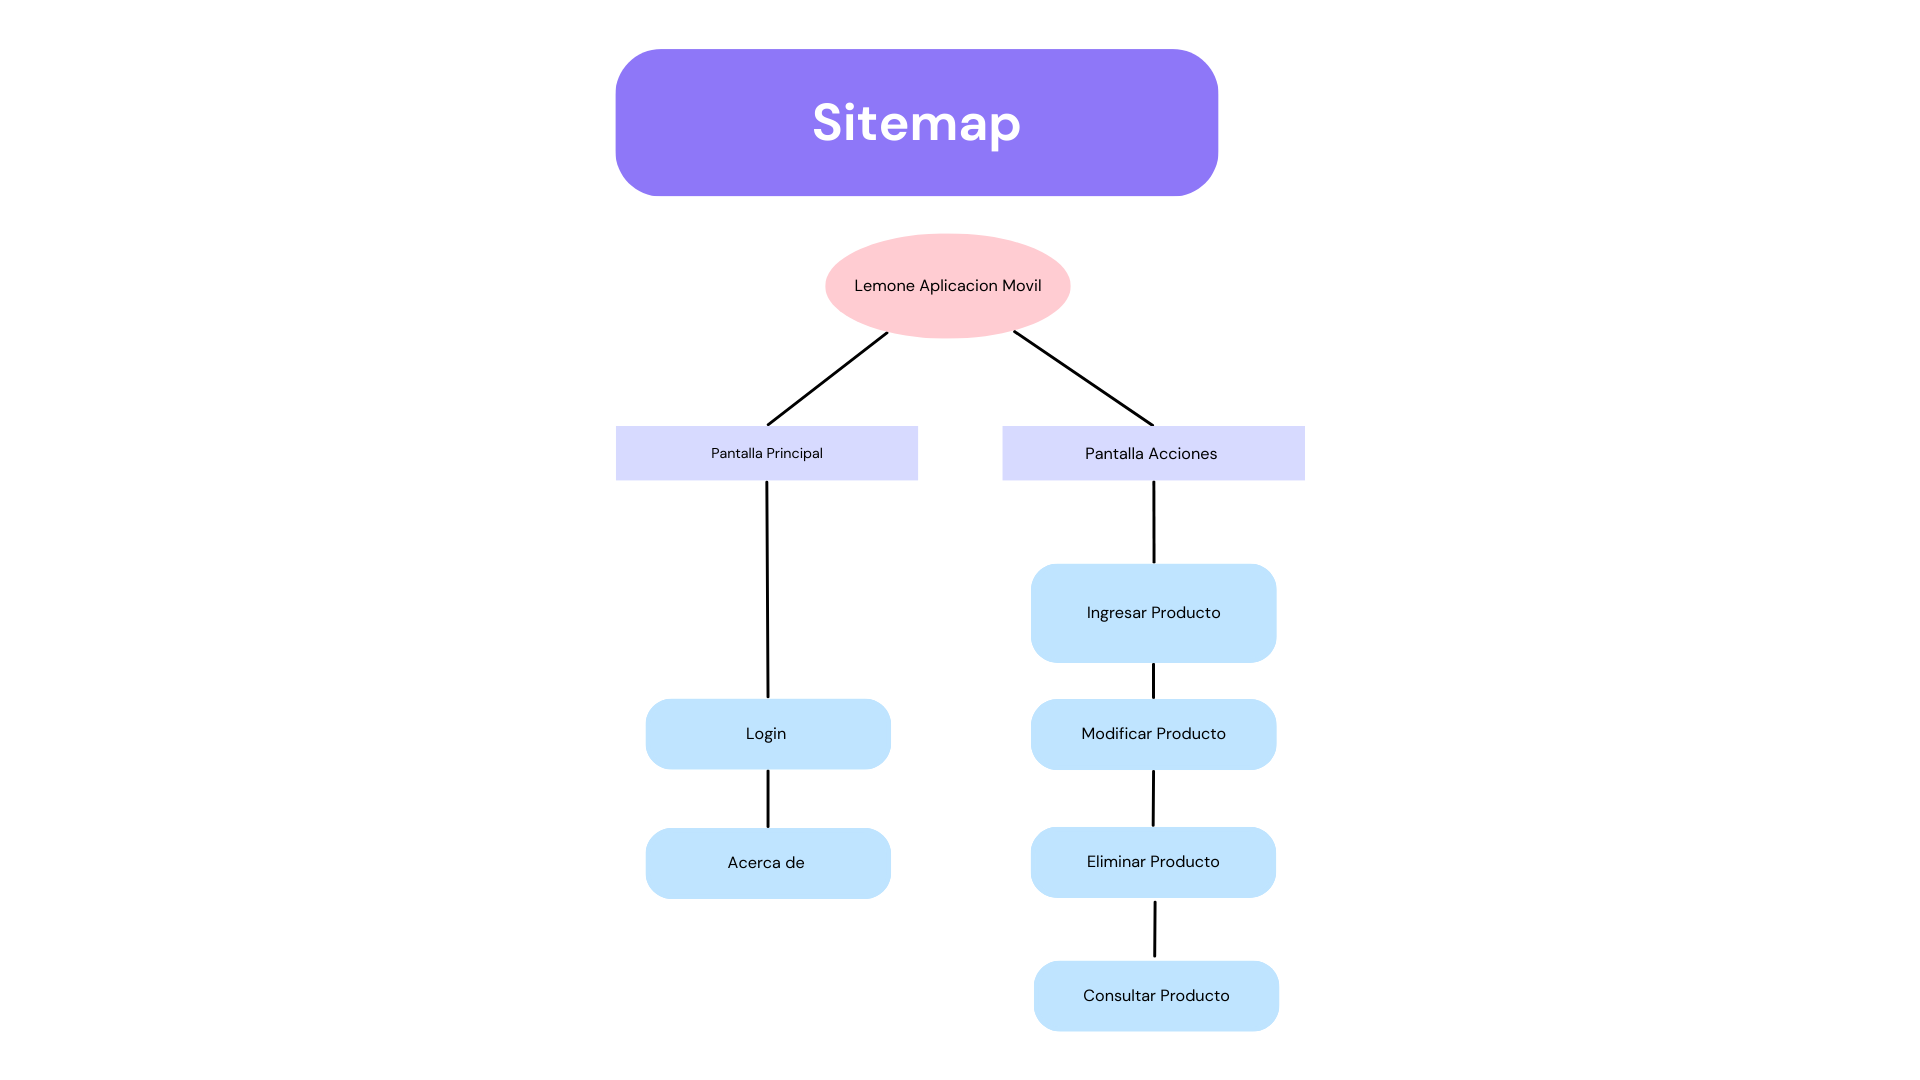 Sitemap
Lemone Aplicacion Movil
Pantalla Principal
Pantalla Acciones
Ingresar Producto
Login
Modificar Producto
Acerca de
Eliminar Producto
Consultar Producto